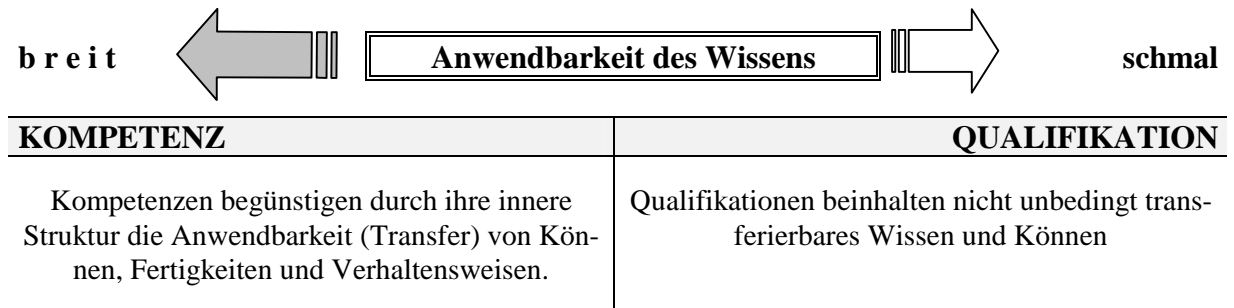 b r e i t Anwendbarkeit des Wissens schmal
KOMPETENZ QUALIFIKATION
Kompetenzen begünstigen durch ihre innere
Struktur die Anwendbarkeit (Transfer) von Kön-
nen, Fertigkeiten und Verhaltensweisen.
Qualifikationen beinhalten nicht unbedingt trans-
ferierbares Wissen und Können